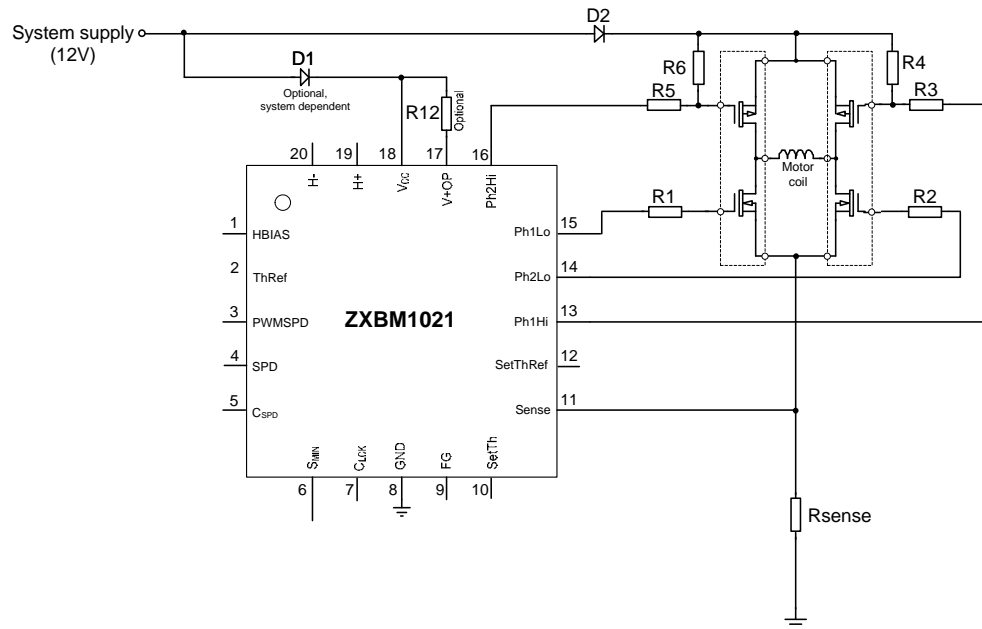 D2
System supply
(12V)
D1
Optional,
system dependent
R12
Optional
R6
R5
R4
R3
Motor
coil
R1
R2
20
19
18
17
16
H-
H+
VCC
V+OP
Ph2Hi
1
HBIAS
2
ThRef
3
PWMSPD
4
SPD
5
CSPD
ZXBM1021
Ph1Lo
15
Ph2Lo
14
Ph1Hi
13
SetThRef
12
Sense
11
SMIN
CLCK
GND
FG
SetTh
6
7
8
9
10
Rsense